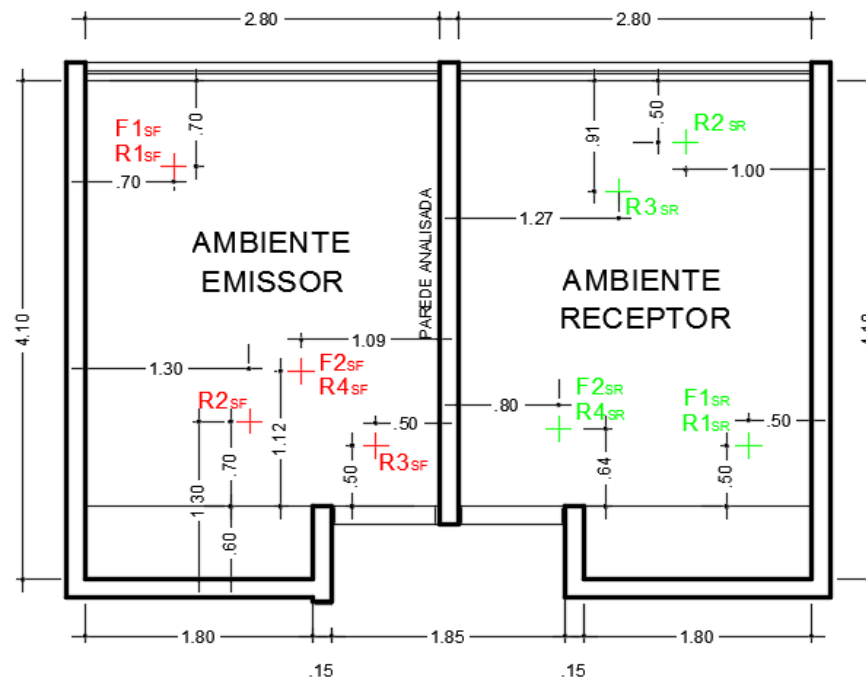 2.80
2.80
.70
.50
.91
F1SF
R1SF
R2 SR
.70
1.00
R3 SR
1.27
AMBIENTE
EMISSOR
PAREDE ANALISADA
AMBIENTE
RECEPTOR
4.10
4.10
1.09
1.30
F2SF
R4SF
F2SR
R4SR
F1SR
R1SR
.80
R2SF
.50
.50
1.12
R3SF
.70
.50
.64
.50
1.30
.60
1.80
1.85
1.80
.15
.15